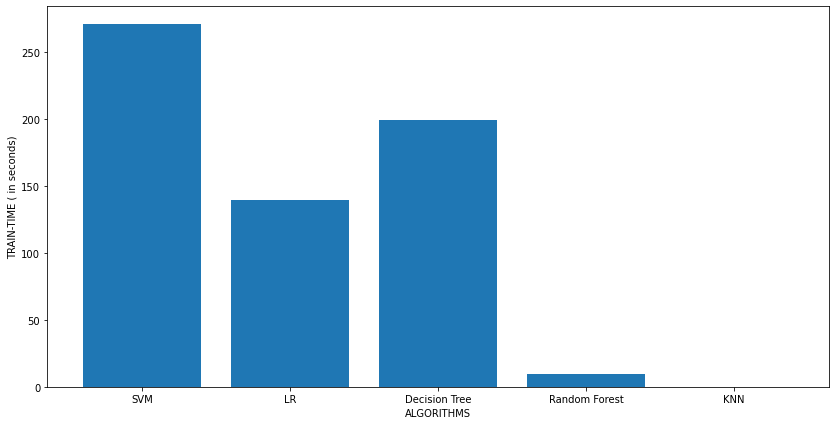 TRAIN-TIME ( in seconds)
250
200
150
100
50
0
SVM LR Decision Tree Random Forest KNN
ALGORITHMS